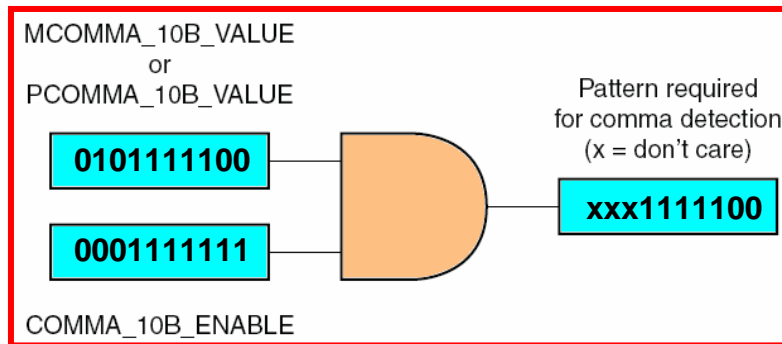 MCOMMA_10B_VALUE
or
PCOMMA_10B_VALUE
0101111100
0001111111
COMMA_10B_ENABLE
Pattern required
for comma detection
(x = don't care)
xxx1111100